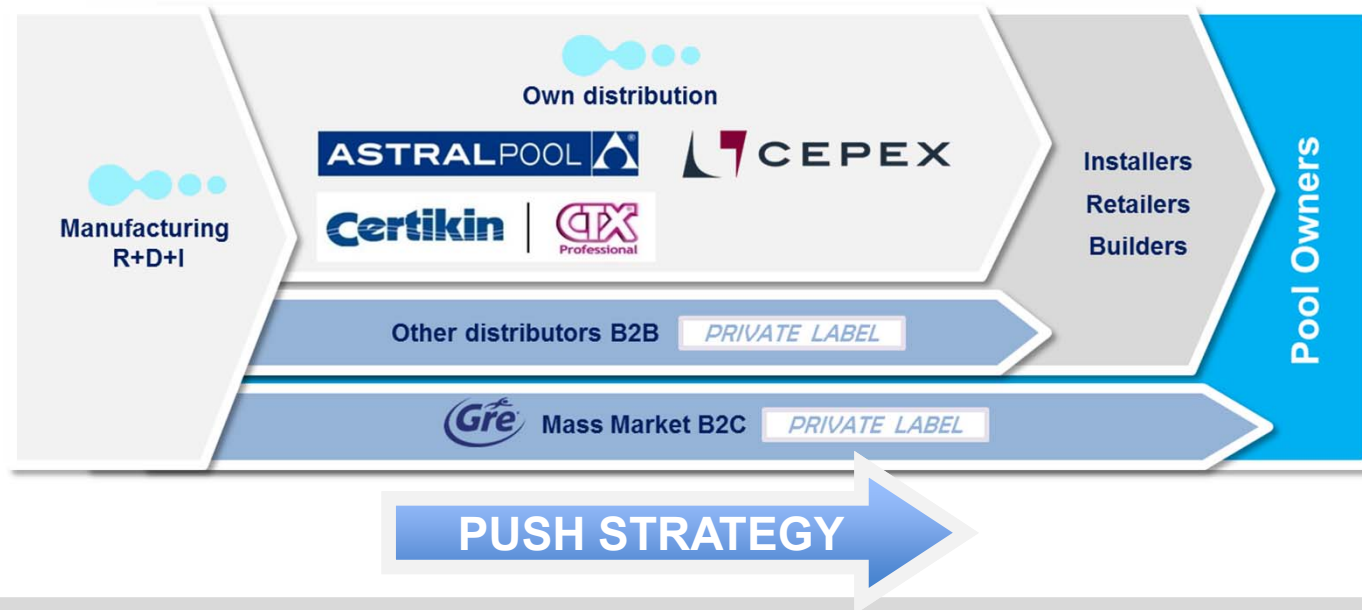 Own distribution
ASTRALPOOL
CEPEX
Certikin
CTX
Professional
Manufacturing
R+D+I
Installers
Retailers
Builders
Pool Owners
Other distributors B2B PRIVATE LABEL
Gre Mass Market B2C PRIVATE LABEL
PUSH STRATEGY